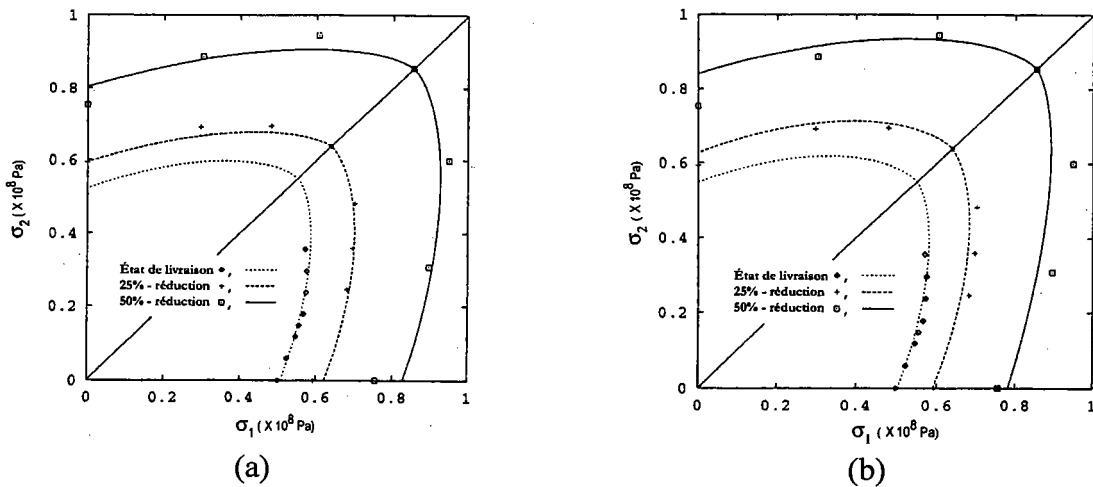 1
0.8
0.6
0.4
0.2
0
σ2 ( X 10^8 Pa)
État de livraison ,
25% - réduction ,
50% - réduction ,
0 0.2 0.4 0.6 0.8 1
σ1 ( X 10^8 Pa)
(a)
1
0.8
0.6
0.4
0.2
0
σ2 ( X 10^8 Pa)
État de livraison ,
25% - réduction ,
50% - réduction ,
0 0.2 0.4 0.6 0.8 1
σ1 ( X 10^8 Pa)
(b)